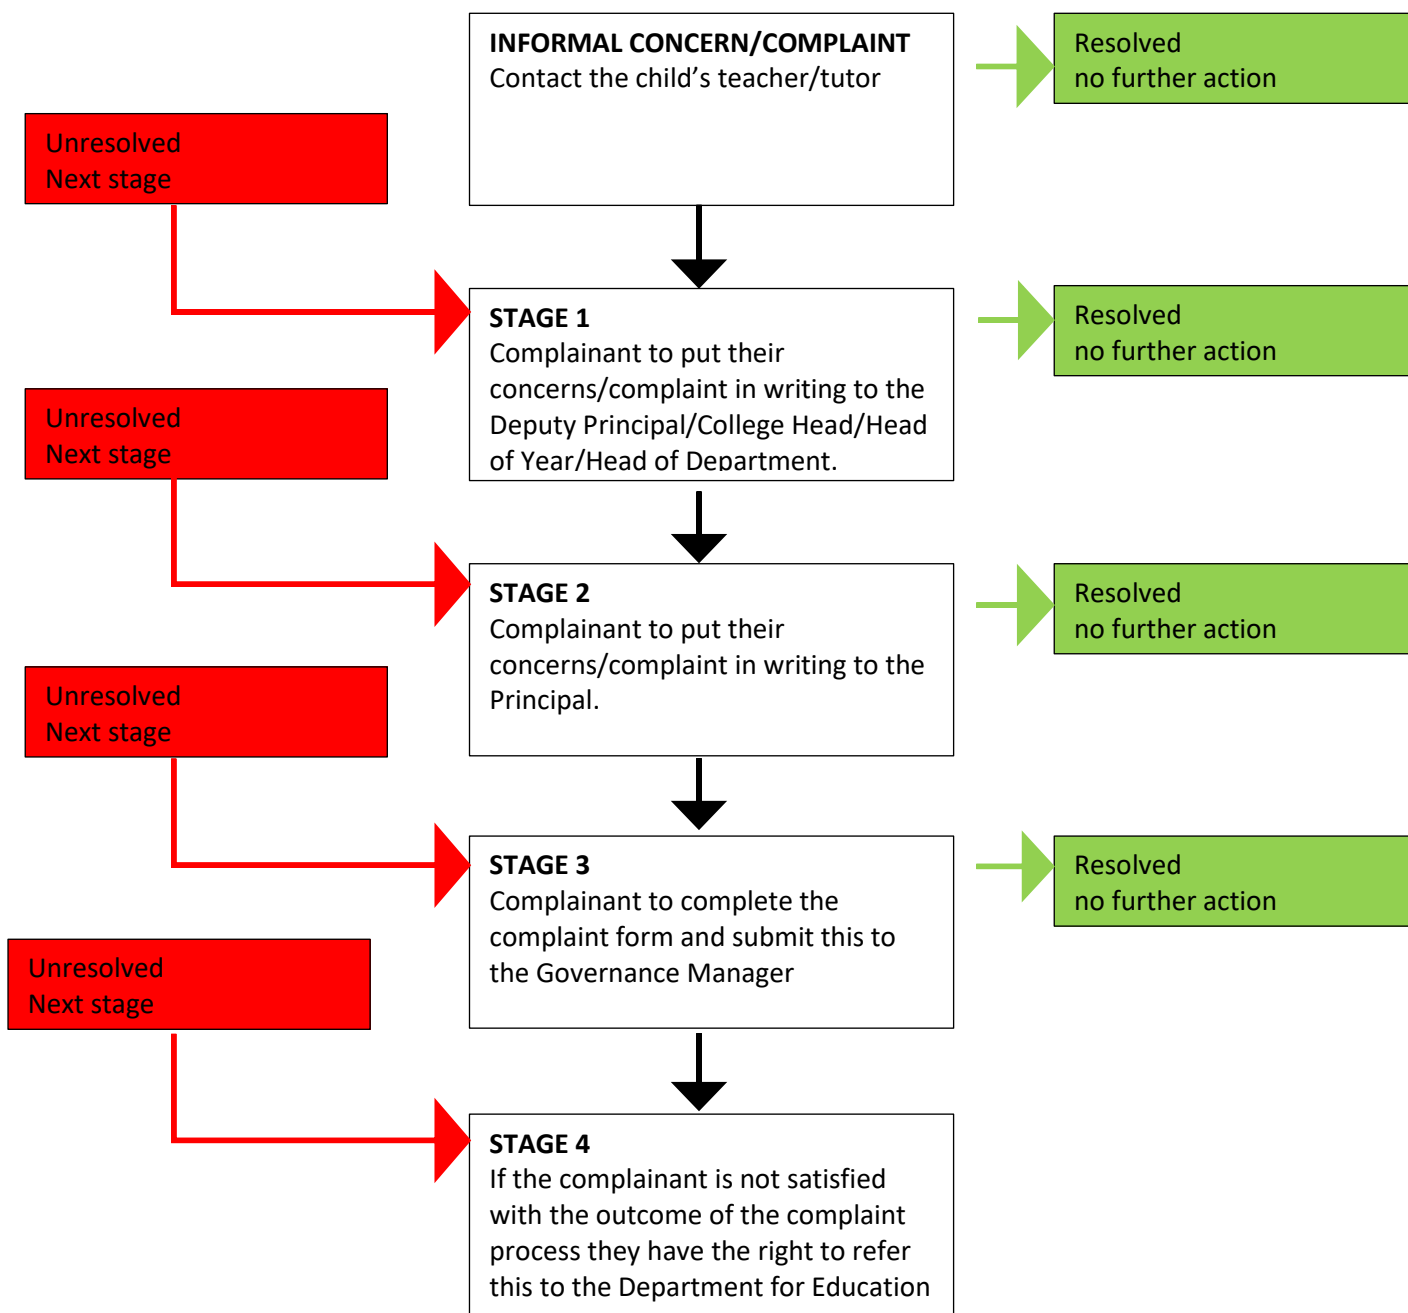 INFORMAL CONCERN/COMPLAINT
Contact the child's teacher/tutor
Resolved
no further action
Unresolved
Next stage
STAGE 1
Complainant to put their
concerns/complaint in writing to the
Deputy Principal/College Head/Head
of Year/Head of Department.
Resolved
no further action
Unresolved
Next stage
STAGE 2
Complainant to put their
concerns/complaint in writing to the
Principal.
Resolved
no further action
Unresolved
Next stage
STAGE 3
Complainant to complete the
complaint form and submit this to
the Governance Manager
Resolved
no further action
Unresolved
Next stage
STAGE 4
If the complainant is not satisfied
with the outcome of the complaint
process they have the right to refer
this to the Department for Education